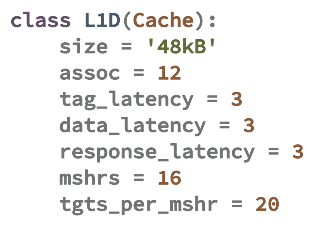 class L1D(Cache):
    size = '48kB'
    assoc = 12
    tag_latency = 3
    data_latency = 3
    response_latency = 3
    mshrs = 16
    tgts_per_mshr = 20